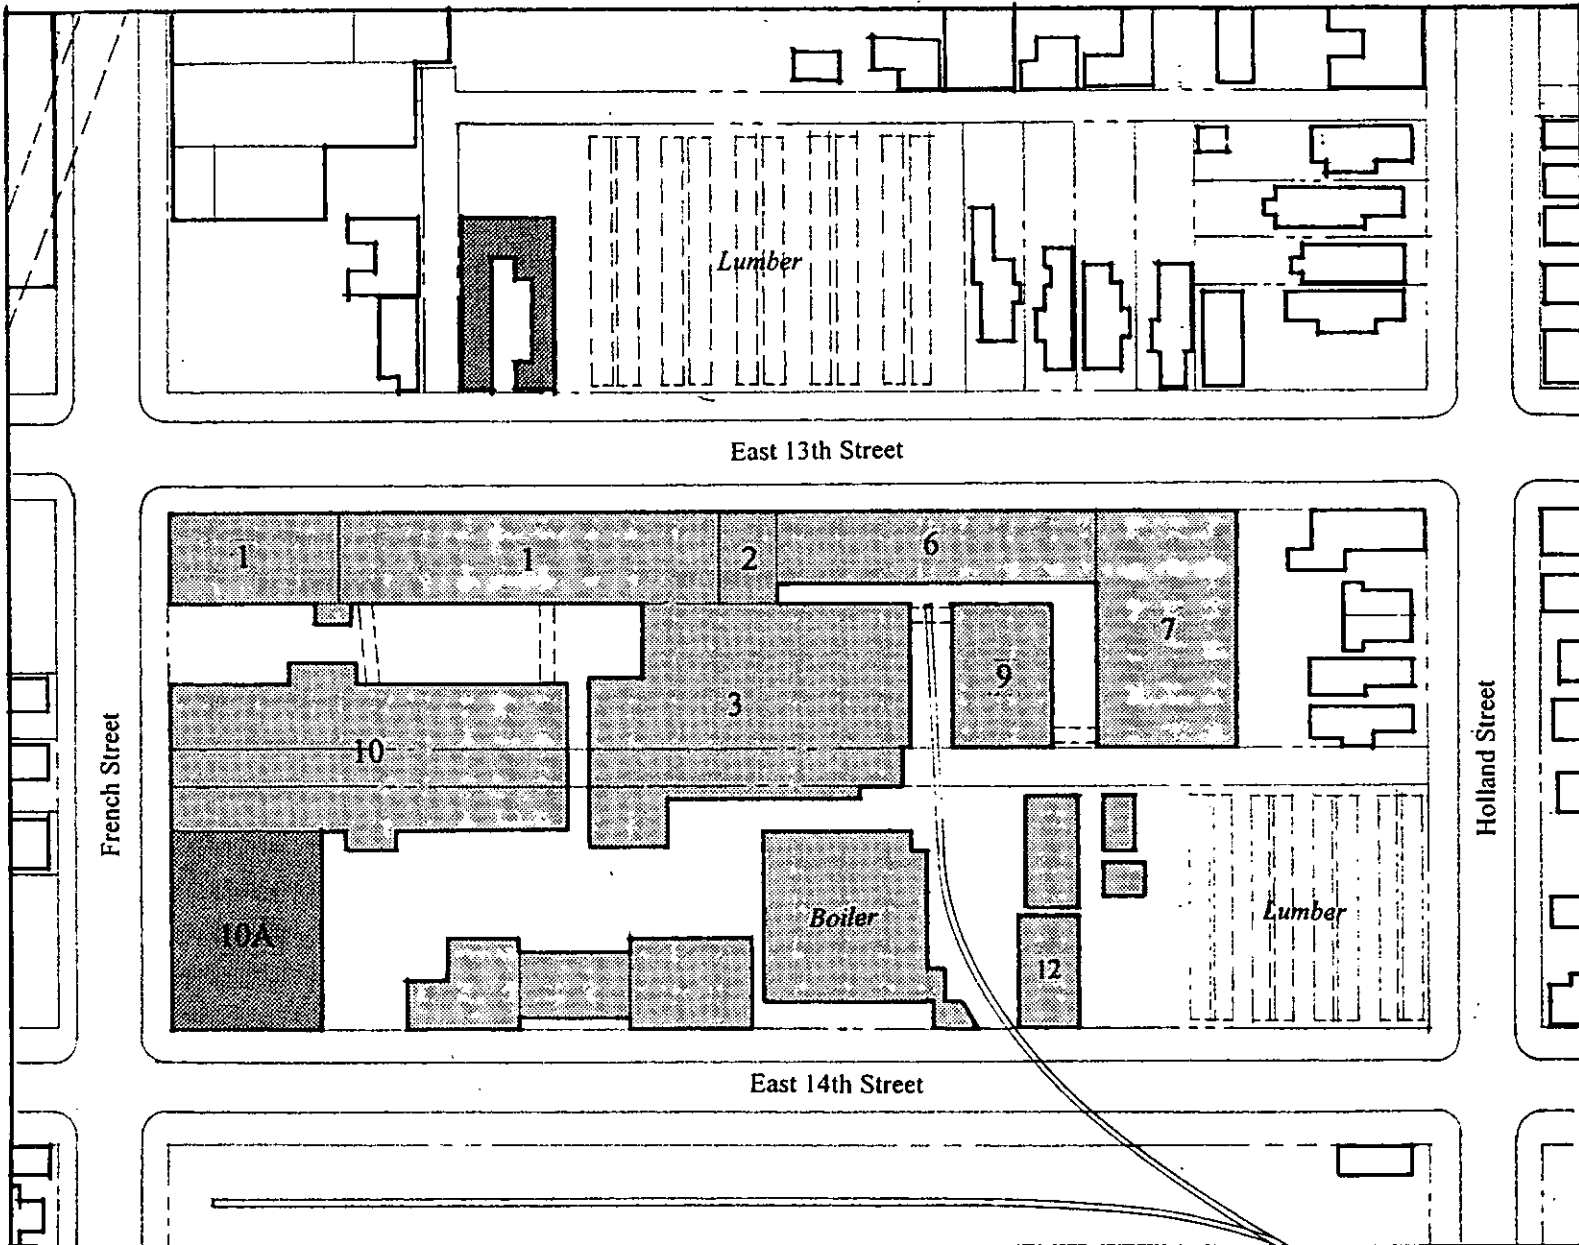 Lumber
East 13th Street
1
1
2
6
7
9
3
10
French Street
Holland Street
10A
Boiler
12
Lumber
East 14th Street